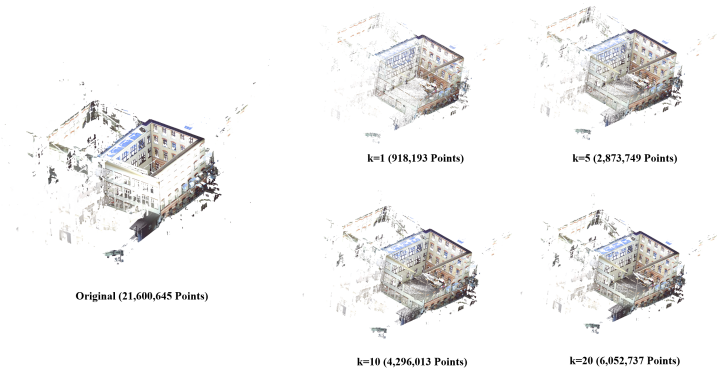 k=1 (918,193 Points)
k=5 (2,873,749 Points)
Original (21,600,645 Points)
k=10 (4,296,013 Points)
k=20 (6,052,737 Points)